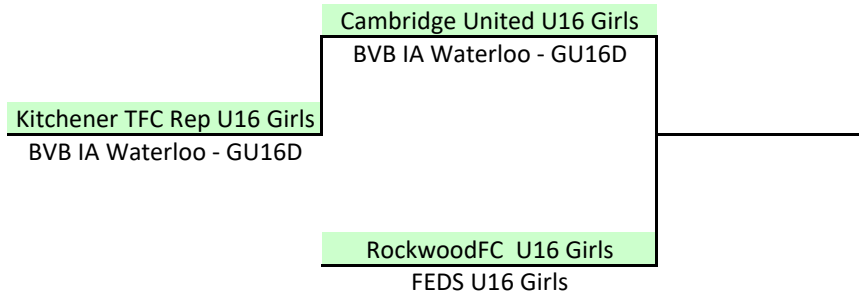 Cambridge United U16 Girls
BVB IA Waterloo - GU16D
Kitchener TFC Rep U16 Girls
BVB IA Waterloo - GU16D
RockwoodFC  U16 Girls
FEDS U16 Girls